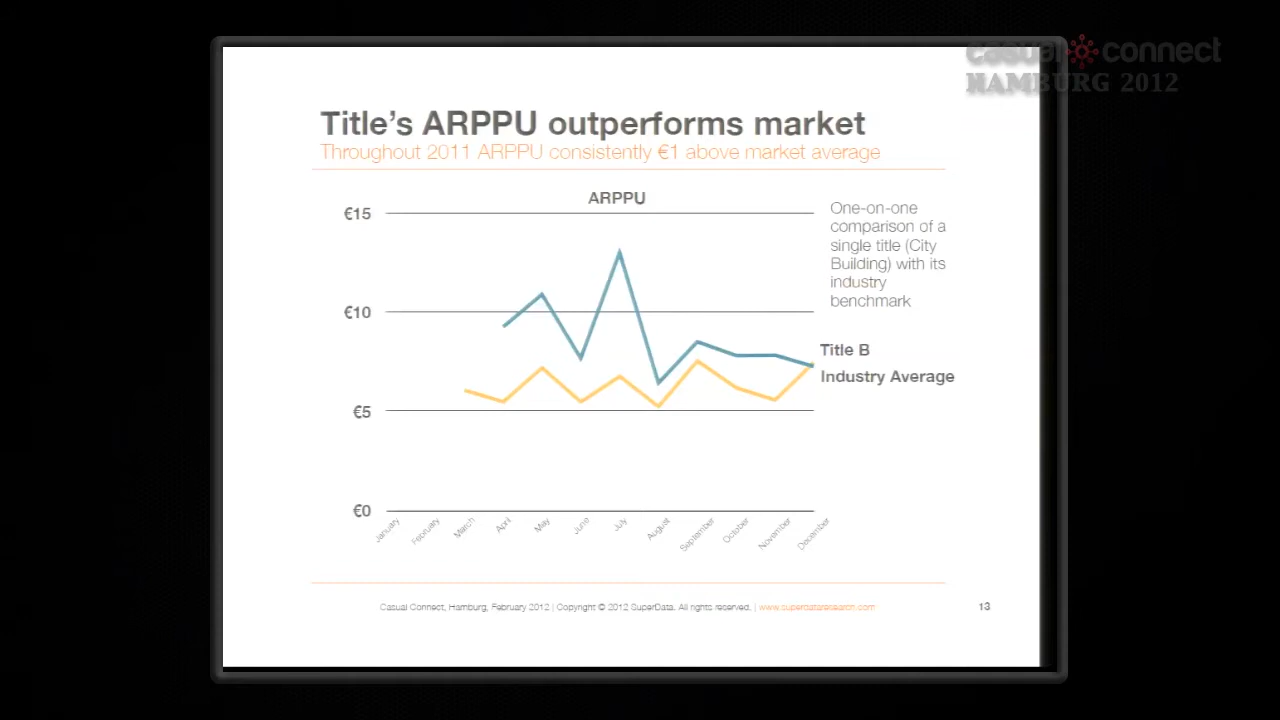 casual connect
HAMBURG 2012
Title's ARPPU outperforms market
Throughout 2011 ARPPU consistently €1 above market average
ARPPU
€15
€10
€5
€0
One-on-one
comparison of a
single title (City
Building) with its
industry
benchmark
Title B
Industry Average
January
February
March
April
May
June
July
August
September
October
November
December
Casual Connect, Hamburg, February 2012 | Copyright © 2012 SuperData. All rights reserved. | www.superdataresearch.com
13